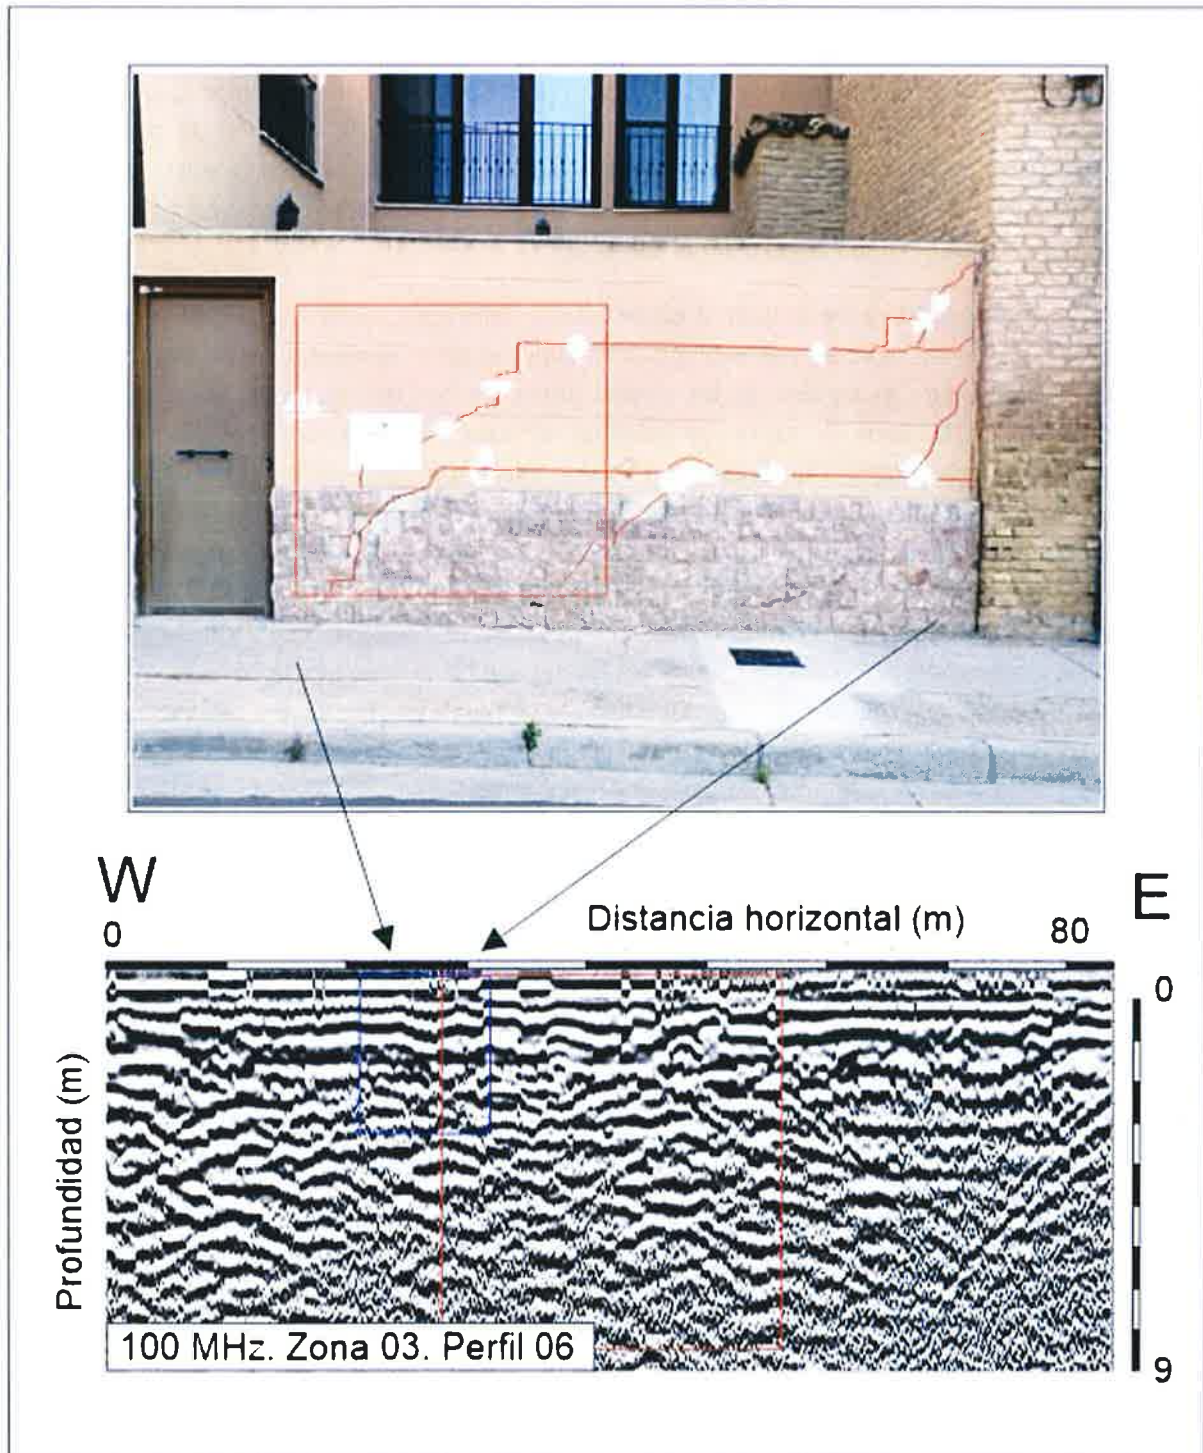 W
E
0
Distancia horizontal (m)
80
0
Profundidad (m)
100 MHz. Zona 03. Perfil 06
9